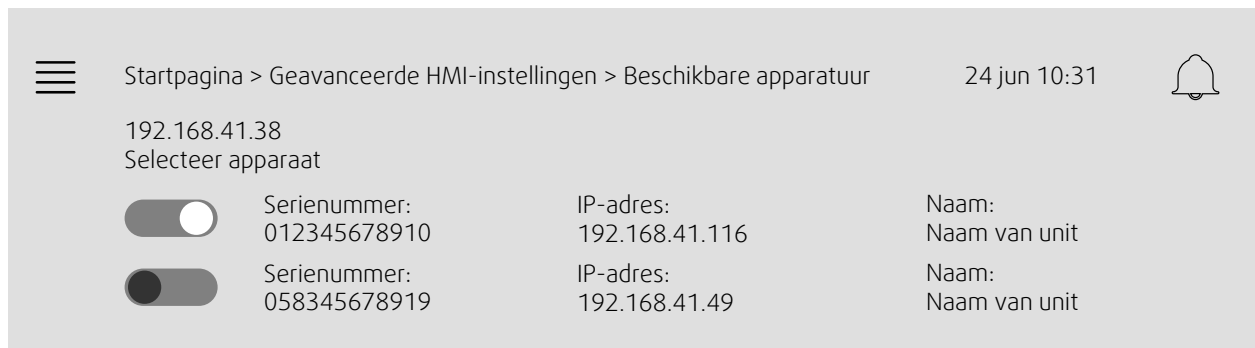 Startpagina > Geavanceerde HMI-instellingen > Beschikbare apparatuur 24 jun 10:31
192.168.41.38
Selecteer apparaat
Serienummer: IP-adres: Naam:
012345678910 192.168.41.116 Naam van unit
Serienummer: IP-adres: Naam:
058345678919 192.168.41.49 Naam van unit